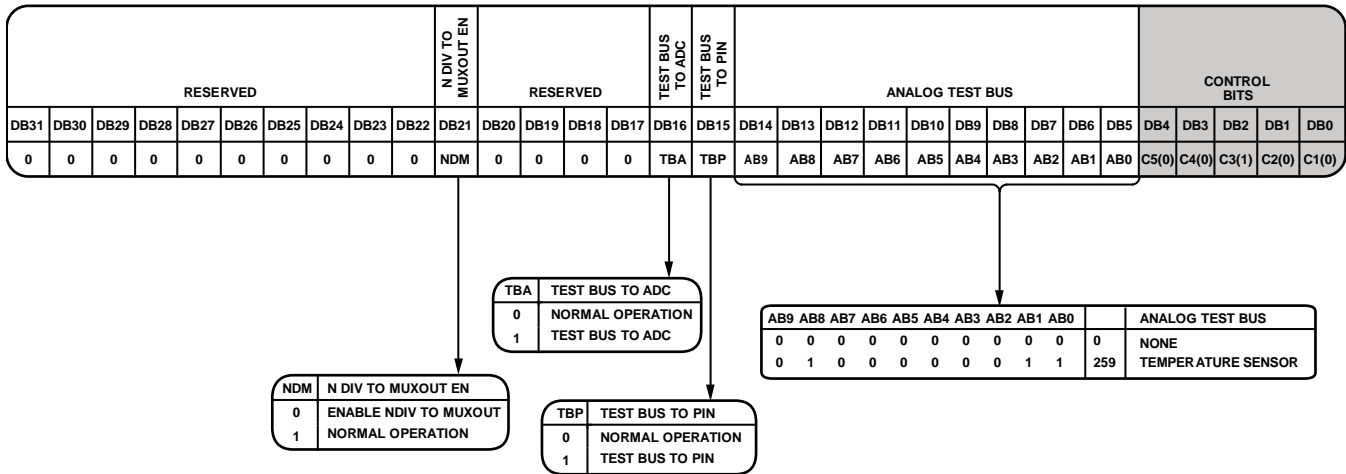 RESERVED N DIV TO MUXOUT EN RESERVED TEST BUS TO ADC TEST BUS TO PIN ANALOG TEST BUS CONTROL BITS
DB31 DB30 DB29 DB28 DB27 DB26 DB25 DB24 DB23 DB22 DB21 DB20 DB19 DB18 DB17 DB16 DB15 DB14 DB13 DB12 DB11 DB10 DB9 DB8 DB7 DB6 DB5 DB4 DB3 DB2 DB1 DB0
0 0 0 0 0 0 0 0 0 0 NDM 0 0 0 0 TBA TBP AB9 AB8 AB7 AB6 AB5 AB4 AB3 AB2 AB1 AB0 C5(0) C4(0) C3(1) C2(0) C1(0)
TBA TEST BUS TO ADC
0 NORMAL OPERATION
1 TEST BUS TO ADC
AB9 AB8 AB7 AB6 AB5 AB4 AB3 AB2 AB1 AB0 ANALOG TEST BUS
0 0 0 0 0 0 0 0 0 0 0 NONE
0 1 0 0 0 0 0 0 1 1 259 TEMPERATURE SENSOR
NDM N DIV TO MUXOUT EN
0 ENABLE NDIV TO MUXOUT
1 NORMAL OPERATION
TBP TEST BUS TO PIN
0 NORMAL OPERATION
1 TEST BUS TO PIN